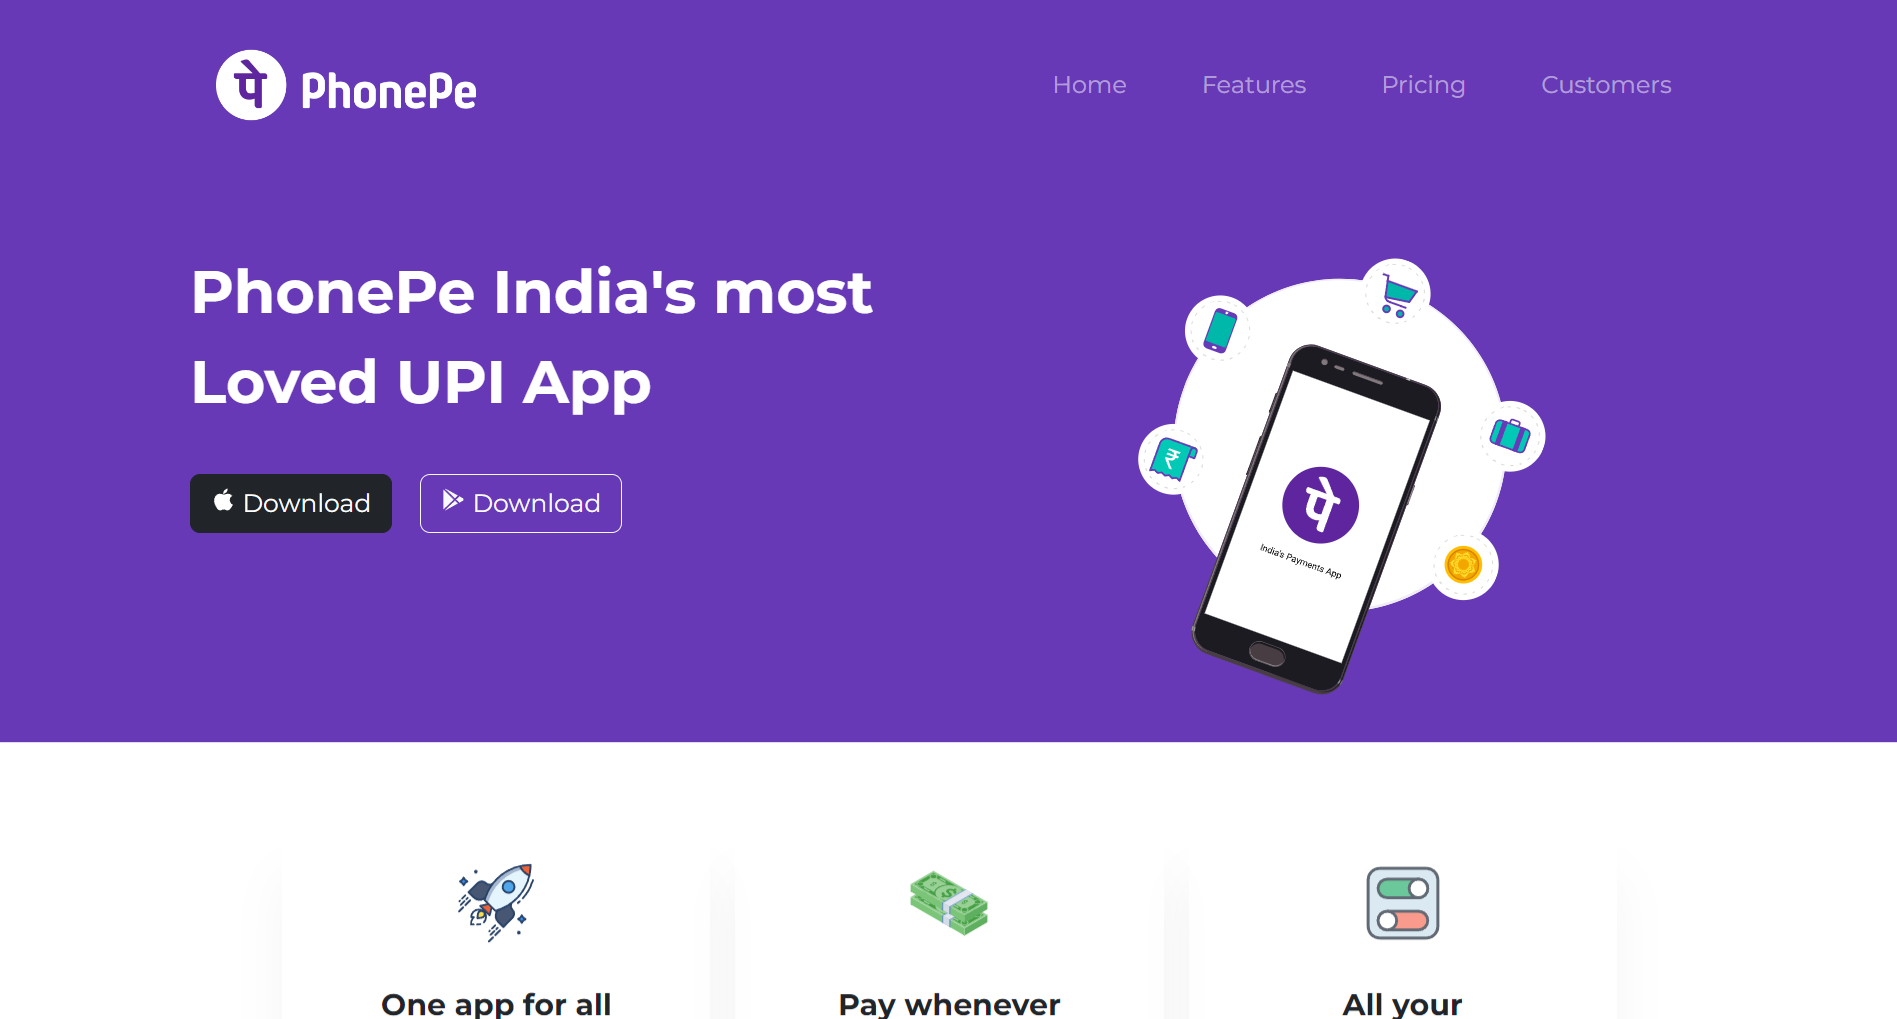 पे PhonePe
Home Features Pricing Customers
PhonePe India's most
Loved UPI App
Download Download
₹
पे
India's Payments App
One app for all Pay whenever All your